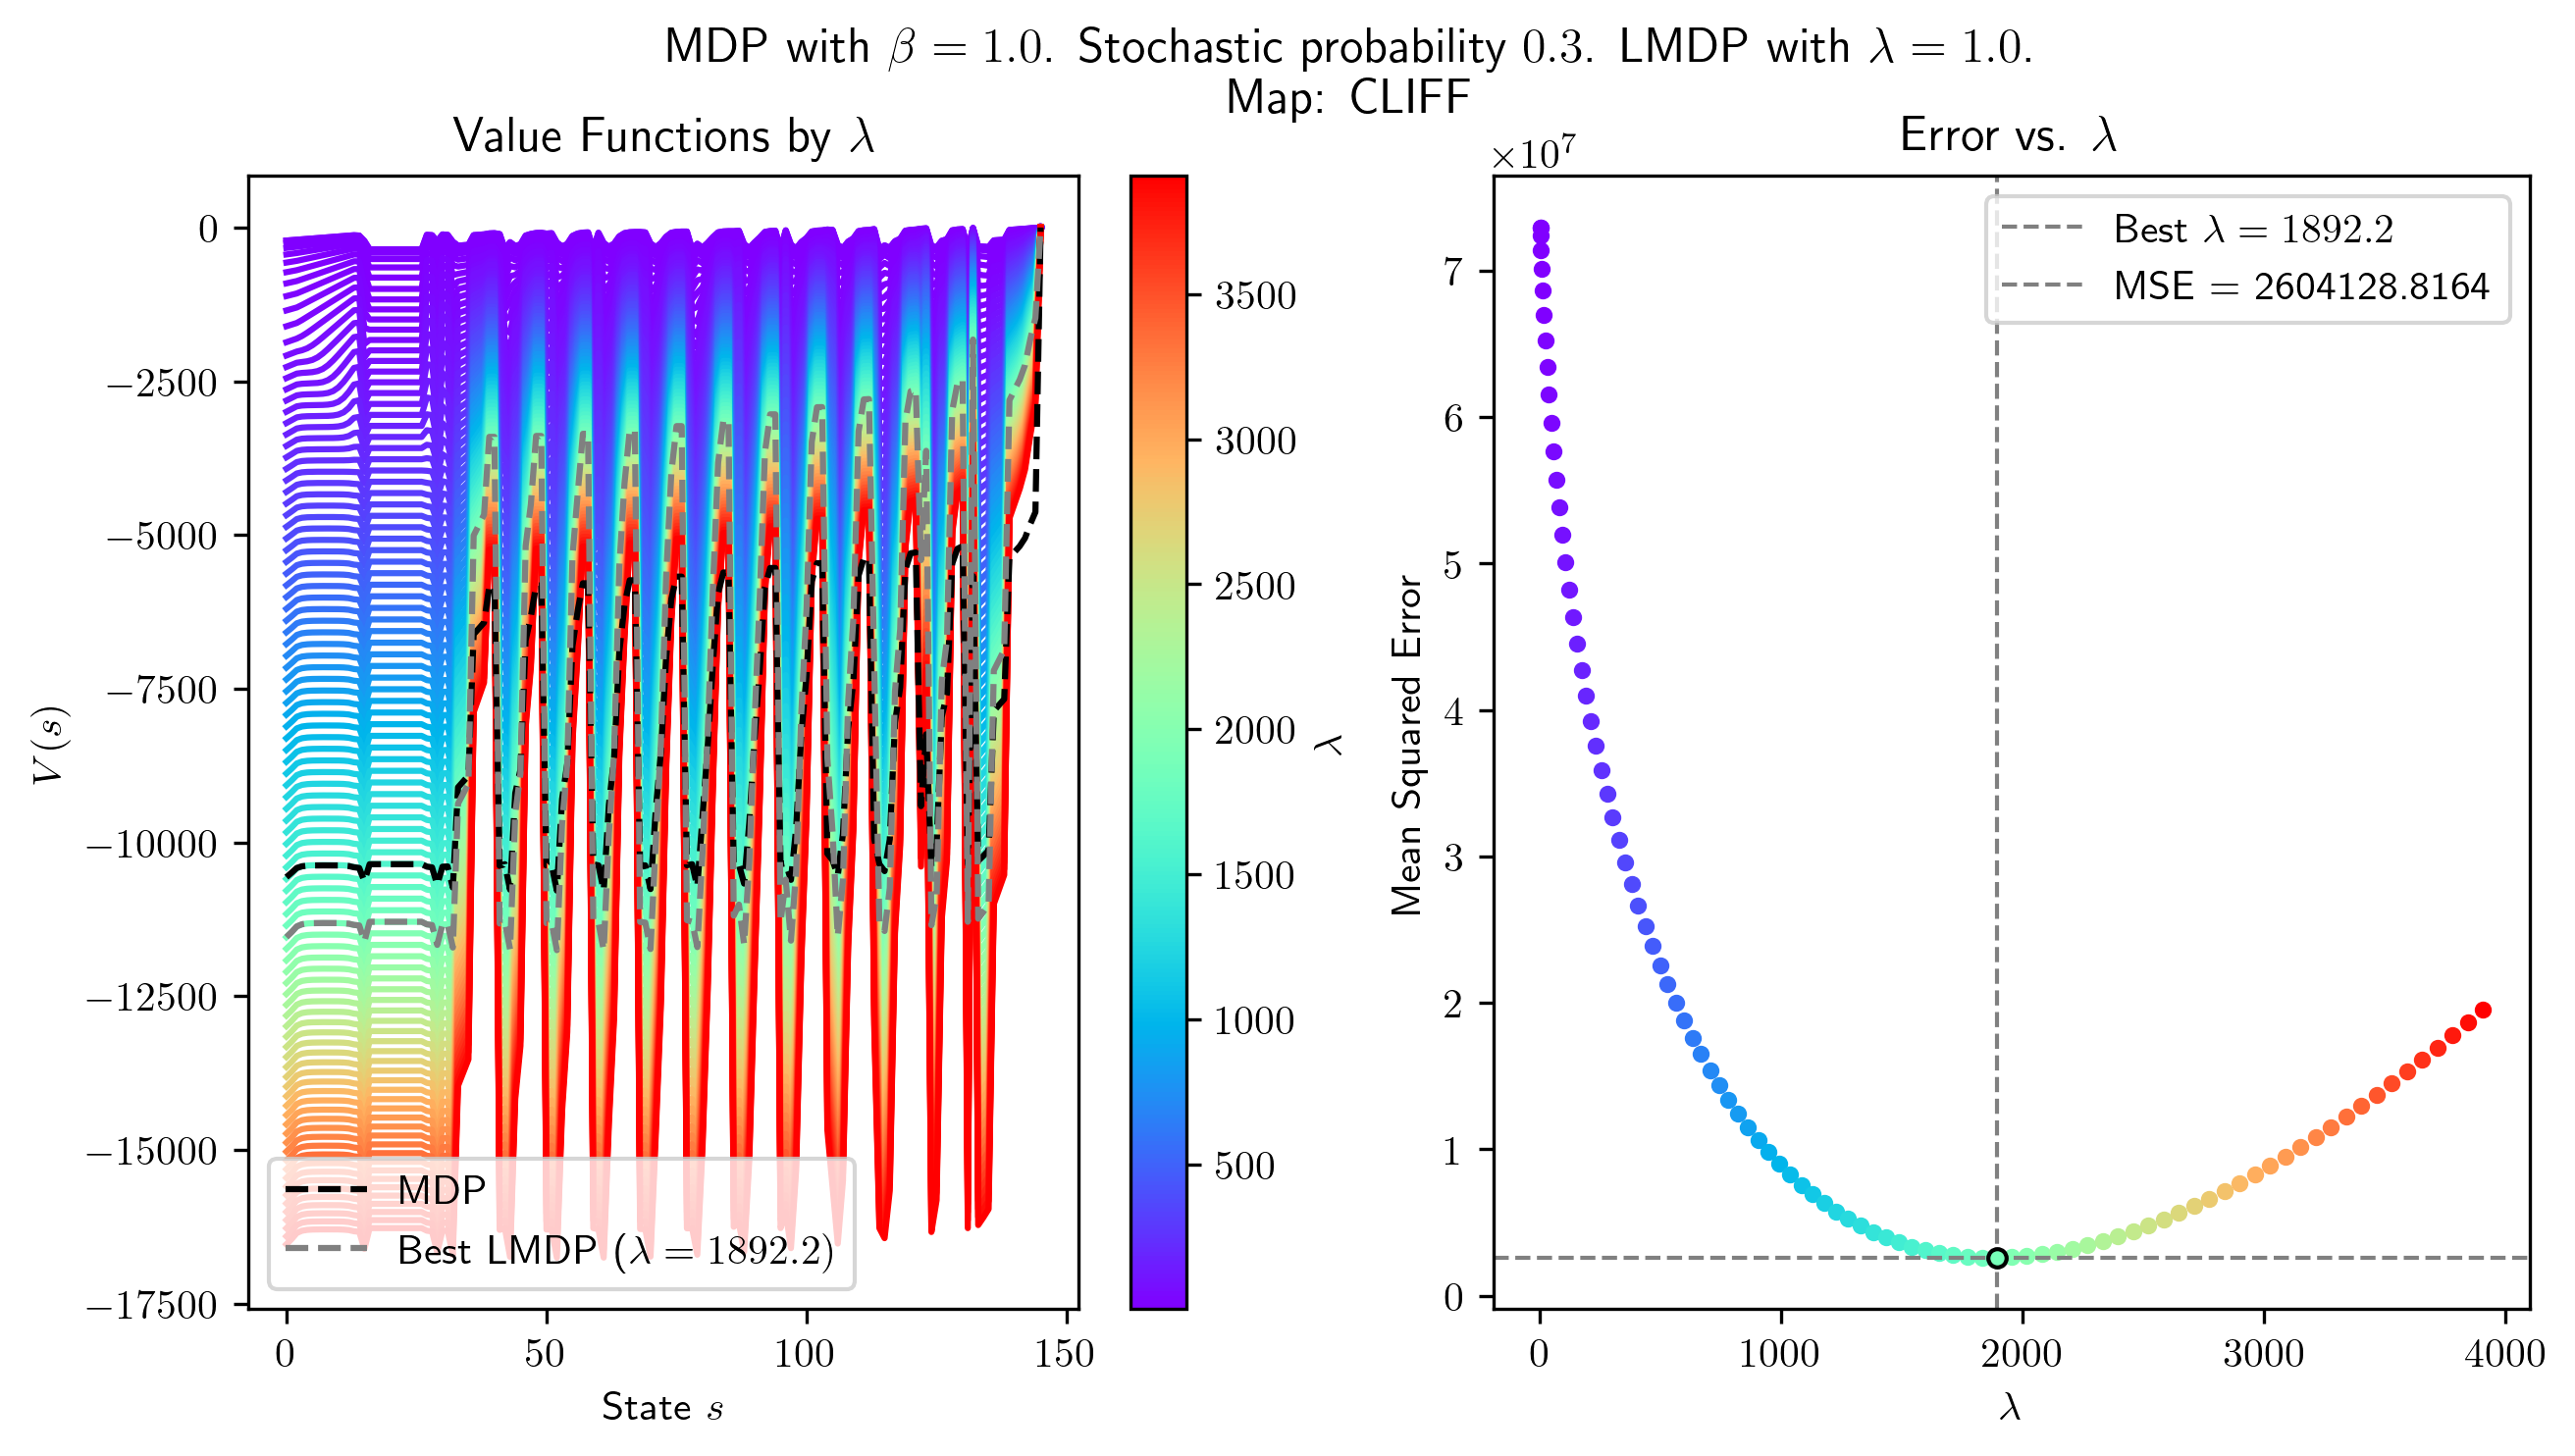 MDP with β = 1.0. Stochastic probability 0.3. LMDP with λ = 1.0.
Map: CLIFF
Value Functions by λ
0
−2500
−5000
−7500
−10000
−12500
−15000
−17500
V(s)
0
50
100
150
State s
MDP
Best LMDP (λ = 1892.2)
3500
3000
2500
2000
1500
1000
500
λ
Error vs. λ
×10⁷
7
6
5
4
3
2
1
0
Mean Squared Error
0
1000
2000
3000
4000
λ
Best λ = 1892.2
MSE = 2604128.8164